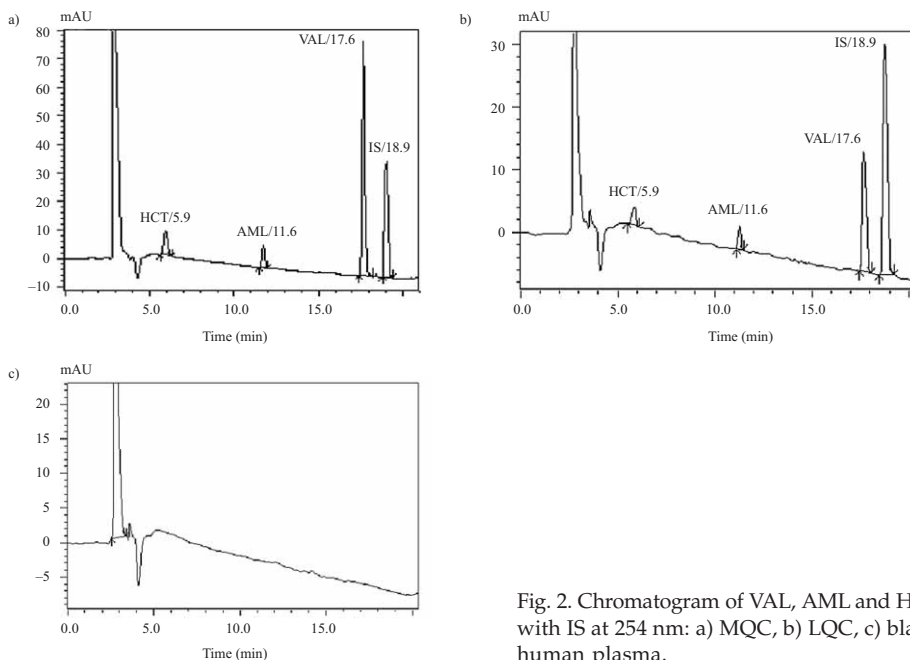 a)
mAU
80
70
60
50
40
30
20
10
0
–10
VAL/17.6
IS/18.9
HCT/5.9
AML/11.6
0.0 5.0 10.0 15.0
Time (min)
b)
mAU
30
20
10
0
IS/18.9
VAL/17.6
HCT/5.9
AML/11.6
0.0 5.0 10.0 15.0
Time (min)
c)
mAU
20
15
10
5
0
–5
0.0 5.0 10.0 15.0
Time (min)
Fig. 2. Chromatogram of VAL, AML and
with IS at 254 nm: a) MQC, b) LQC, c)
human plasma.